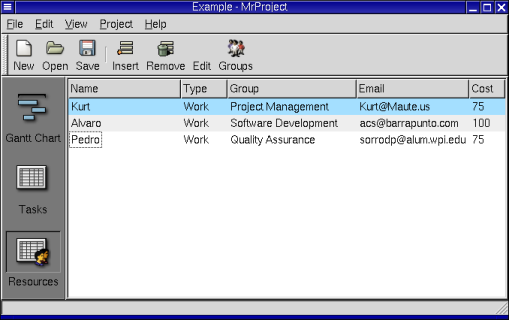 Example - MrProject
File Edit View Project Help
New Open Save Insert Remove Edit Groups
Name Type Group Email Cost
Kurt Work Project Management Kurt@Maute.us 75
Alvaro Work Software Development acs@barrapunto.com 100
Pedro Work Quality Assurance sorrodp@alum.wpi.edu 75
Gantt Chart
Tasks
Resources